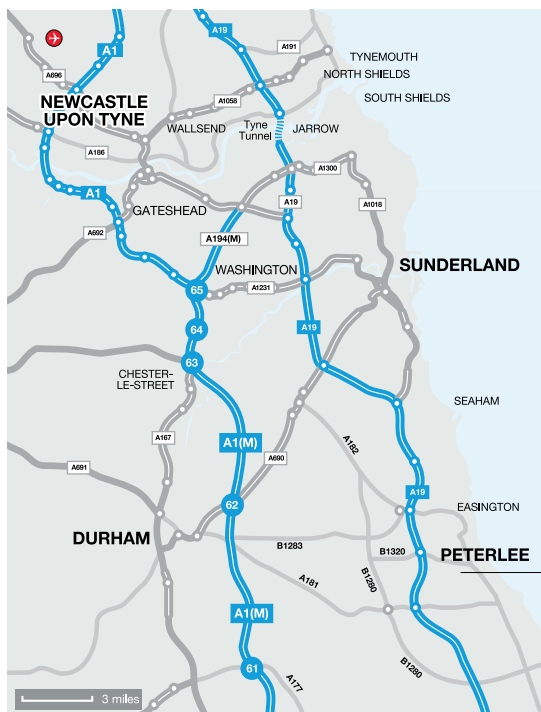 A19
A1
A191
TYNEMOUTH
A696
NORTH SHIELDS
NEWCASTLE
UPON TYNE
A1058
SOUTH SHIELDS
WALLSEND
Tyne
Tunnel
JARROW
A186
A1300
A1
A19
A1018
GATESHEAD
A692
A194(M)
WASHINGTON
SUNDERLAND
65
A1231
64
A19
63
CHESTER-
LE-STREET
SEAHAM
A167
A1(M)
A182
A690
A691
A19
62
EASINGTON
DURHAM
B1283
B1320
PETERLEE
A181
B1280
A1(M)
B1280
61
A177
3 miles